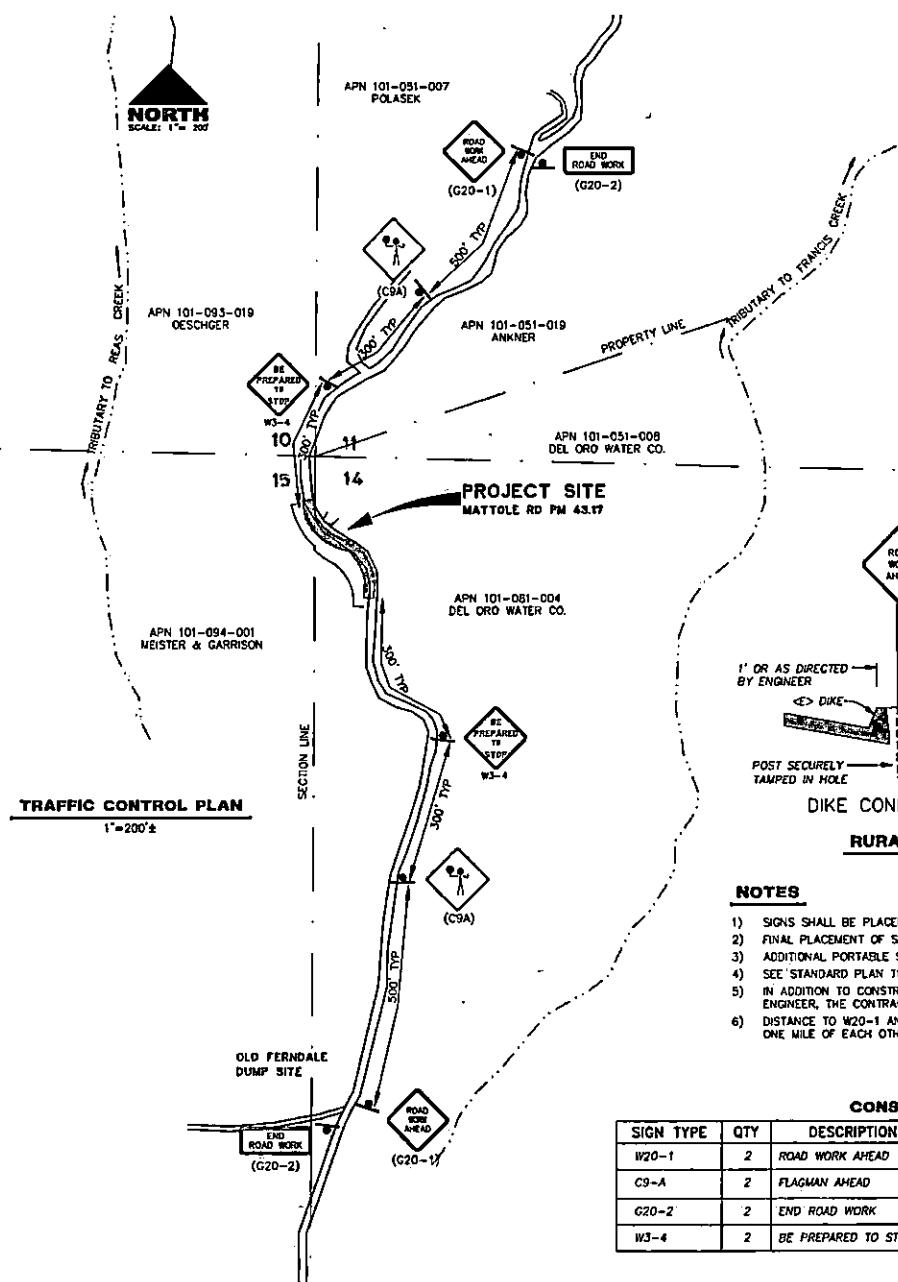 NORTH
SCALE: 1"= 200'
APN 101-051-007
POLASEK
ROAD
WORK
AHEAD
(G20-1)
END
ROAD WORK
(G20-2)
500' TYP
(C9A)
300' TYP
APN 101-093-019
OESCHGER
TRIBUTARY TO REAS CREEK
APN 101-051-019
ANKNER
PROPERTY LINE
TRIBUTARY TO FRANCIS CREEK
BE
PREPARED
TO
STOP
W3-4
300' TYP
10
11
15
14
APN 101-051-008
DEL ORO WATER CO.
PROJECT SITE
MATTOLE RD PM 43.17
APN 101-081-004
DEL ORO WATER CO.
APN 101-094-001
MEISTER & GARRISON
300' TYP
SECTION LINE
BE
PREPARED
TO
STOP
W3-4
TRAFFIC CONTROL PLAN
1"=200'±
300' TYP
(C9A)
500' TYP
OLD FERNDALE
DUMP SITE
END
ROAD WORK
(G20-2)
ROAD
WORK
AHEAD
(G20-1)
1' OR AS DIRECTED
BY ENGINEER
<E> DIKE
POST SECURELY
TAMPED IN HOLE
DIKE CON
RURA
NOTES
1) SIGNS SHALL BE PLACE
2) FINAL PLACEMENT OF S
3) ADDITIONAL PORTABLE S
4) SEE STANDARD PLAN T
5) IN ADDITION TO CONSTR
ENGINEER, THE CONTRA
6) DISTANCE TO W20-1 AN
ONE MILE OF EACH OTH
CONS
SIGN TYPE QTY DESCRIPTION
W20-1 2 ROAD WORK AHEAD
C9-A 2 FLAGMAN AHEAD
G20-2 2 END ROAD WORK
W3-4 2 BE PREPARED TO ST